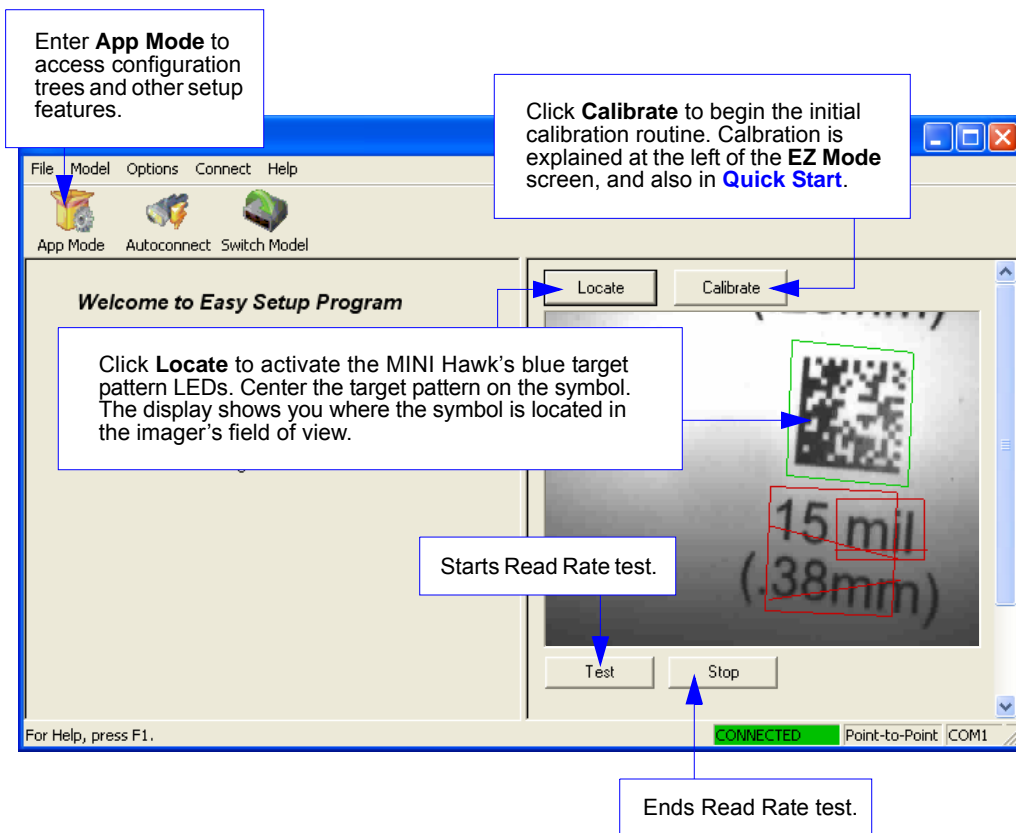 Enter App Mode to
access configuration
trees and other setup
features.
Click Calibrate to begin the initial
calibration routine. Calbration is
explained at the left of the EZ Mode
screen, and also in Quick Start.
File Model Options Connect Help
App Mode Autoconnect Switch Model
Welcome to Easy Setup Program
Locate Calibrate
Click Locate to activate the MINI Hawk's blue target
pattern LEDs. Center the target pattern on the symbol.
The display shows you where the symbol is located in
the imager's field of view.
15 mil
(.38mm)
Starts Read Rate test.
Test Stop
For Help, press F1.
CONNECTED Point-to-Point COM1
Ends Read Rate test.